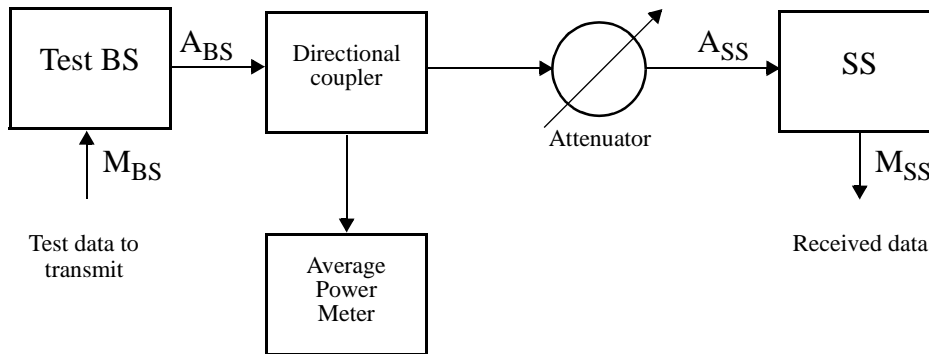 Test BS
A_BS
Directional
coupler
A_SS
SS
Attenuator
M_BS
M_SS
Test data to
transmit
Received data
Average
Power
Meter